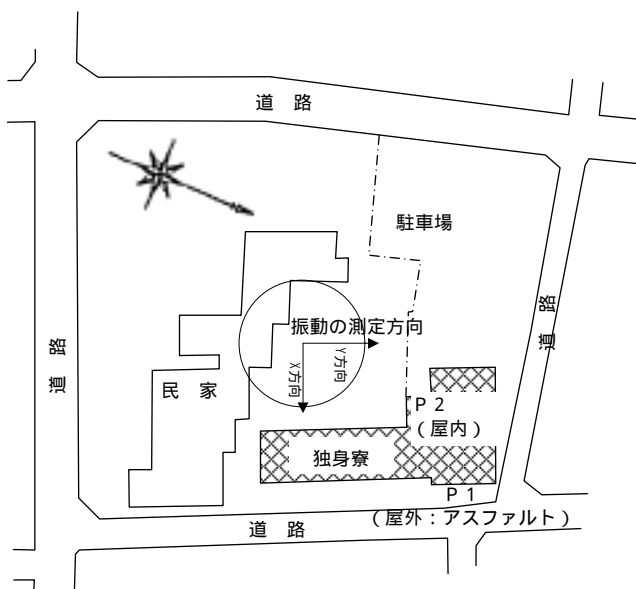 道 路
駐車場
振動の測定方向
道 路
道 路
X方向
Y方向
民 家
P 2
(屋内)
独身寮
P 1
(屋外:アスファルト)
道 路